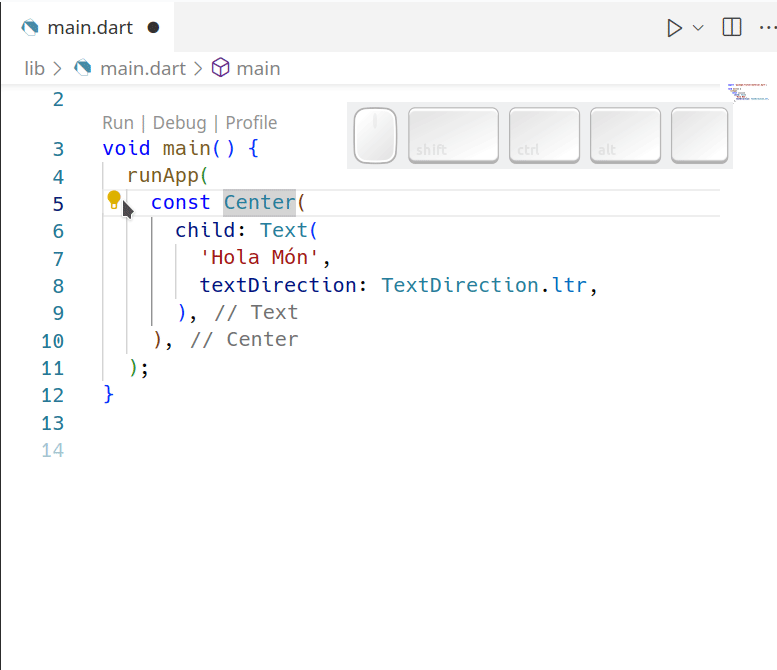 main.dart
lib > main.dart > main
2
Run | Debug | Profile
shift ctrl alt
3 void main() {
4 runApp(
5 const Center(
6 child: Text(
7 'Hola Món',
8 textDirection: TextDirection.ltr,
9 ), // Text
10 ), // Center
11 );
12 }
13
14